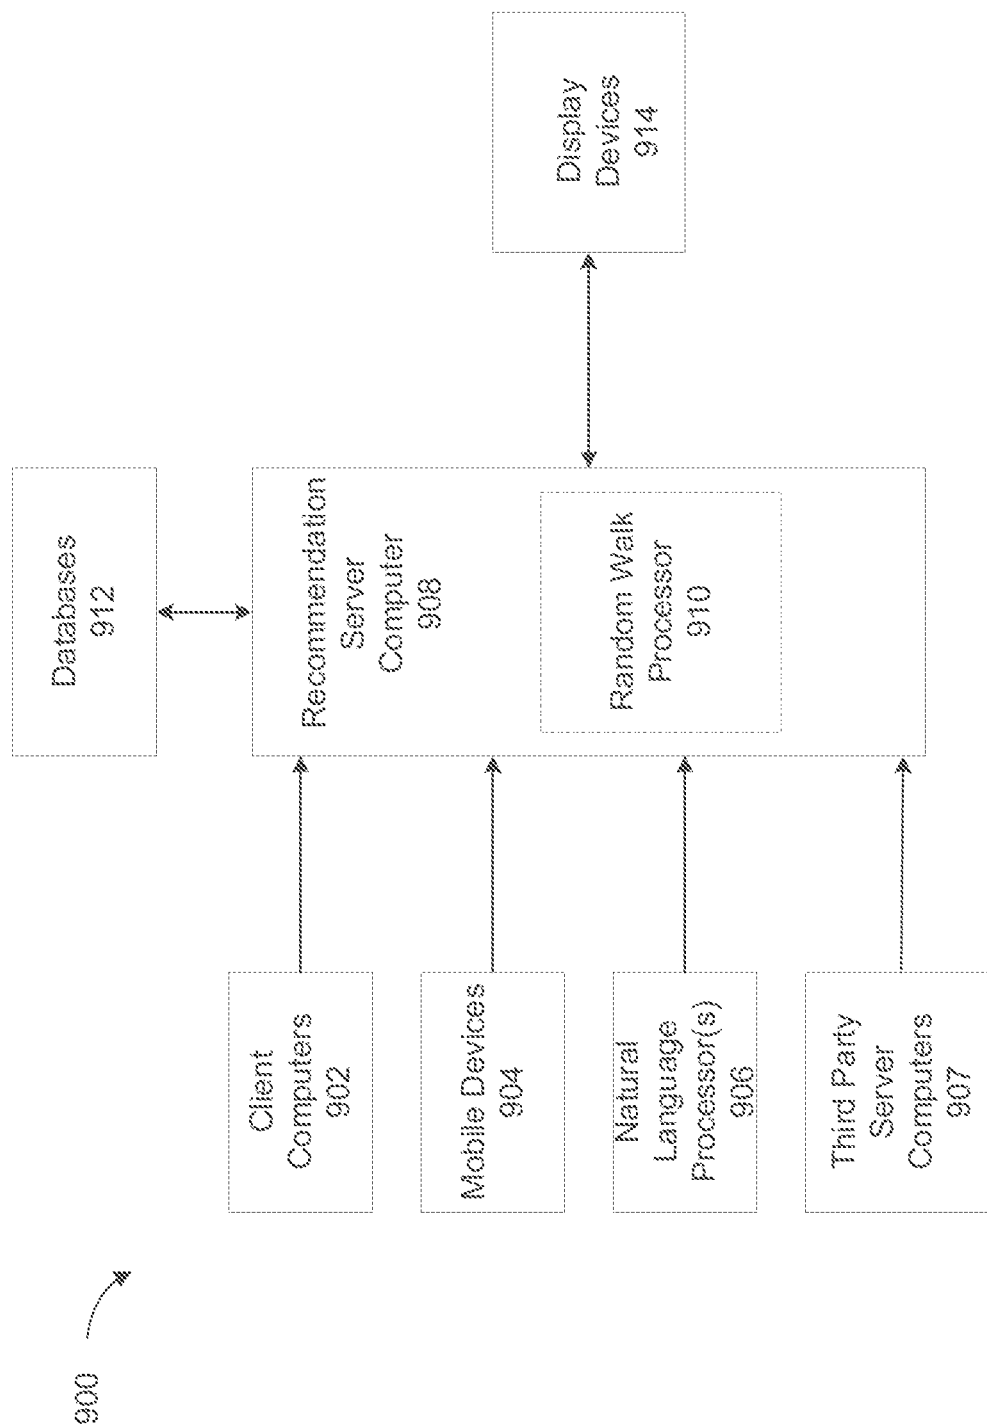 900
Client
Computers
902
Mobile Devices
904
Natural
Language
Processor(s)
906
Third Party
Server
Computers
907
Databases
912
Recommendation
Server
Computer
908
Random Walk
Processor
910
Display
Devices
914